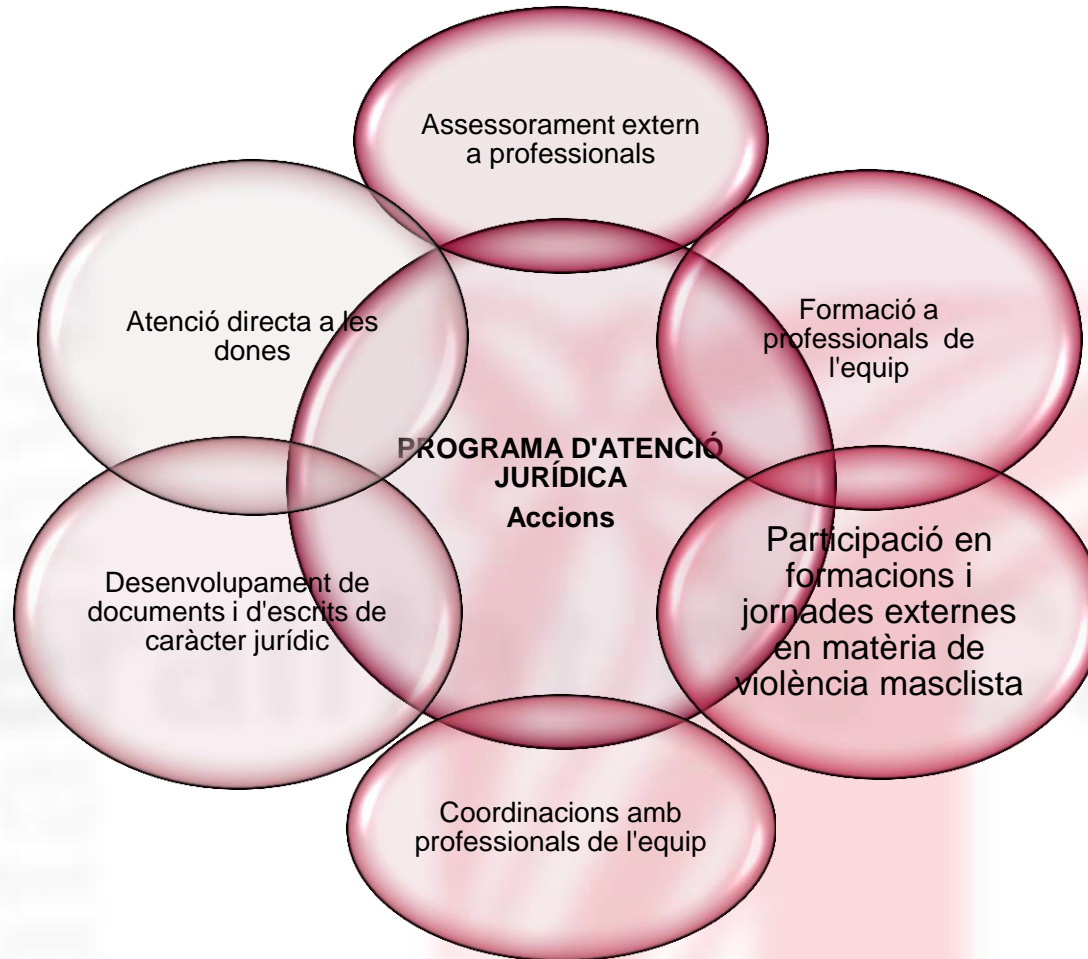 Assessorament extern
a professionals
Atenció directa a les
dones
Formació a
professionals de
l'equip
PROGRAMA D'ATENCIÓ
JURÍDICA
Accions
Desenvolupament de
documents i d'escrits de
caràcter jurídic
Participació en
formacions i
jornades externes
en matèria de
violència masclista
Coordinacions amb
professionals de l'equip